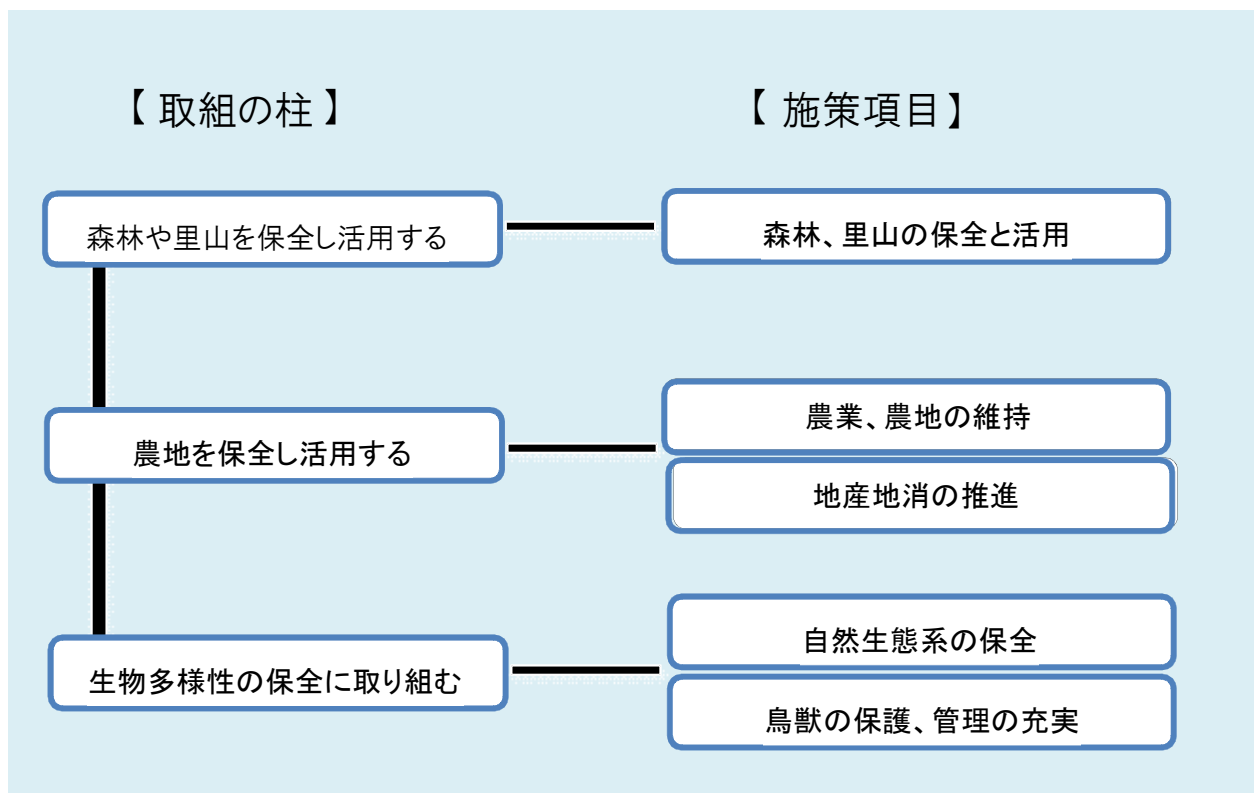 【 取組の柱 】
【 施策項目】
森林や里山を保全し活用する
森林、里山の保全と活用
農地を保全し活用する
農業、農地の維持
地産地消の推進
生物多様性の保全に取り組む
自然生態系の保全
鳥獣の保護、管理の充実